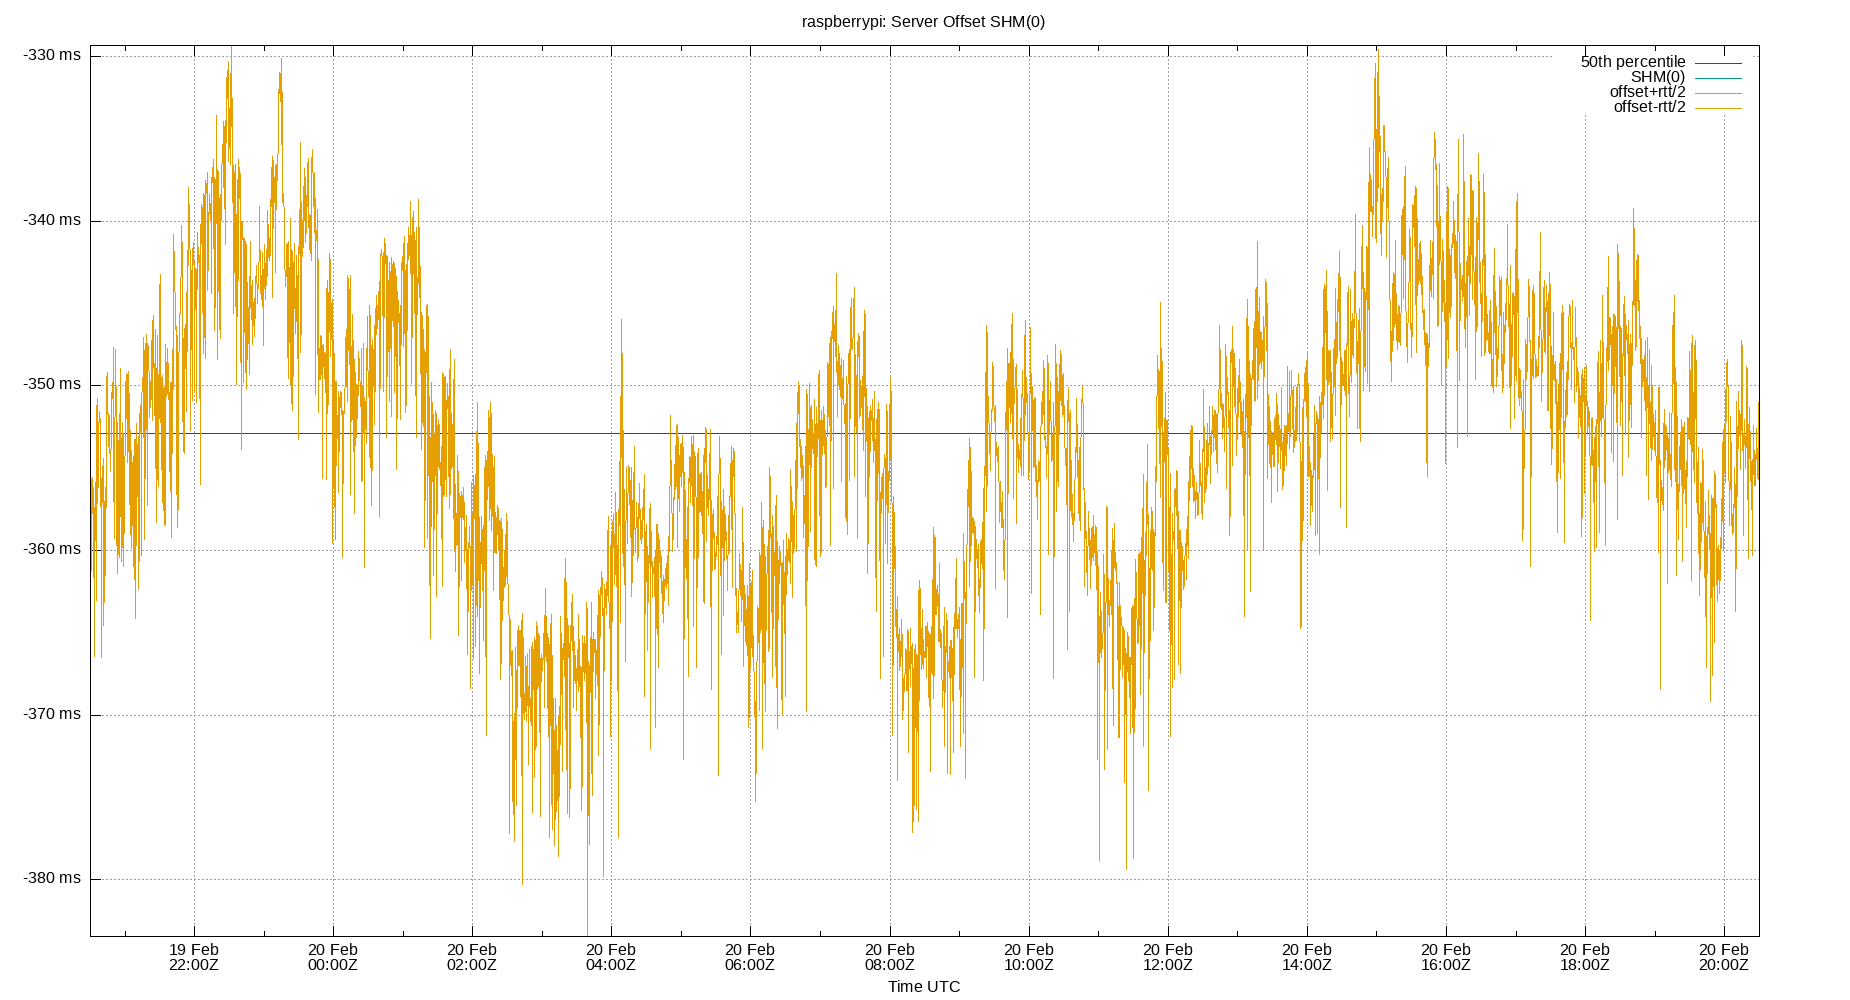 raspberrypi: Server Offset SHM(0)
-330 ms
-340 ms
-350 ms
-360 ms
-370 ms
-380 ms
50th percentile
SHM(0)
offset+rtt/2
offset-rtt/2
19 Feb 20 Feb 20 Feb 20 Feb 20 Feb 20 Feb 20 Feb 20 Feb 20 Feb 20 Feb 20 Feb 20 Feb
22:00Z 00:00Z 02:00Z 04:00Z 06:00Z 08:00Z 10:00Z 12:00Z 14:00Z 16:00Z 18:00Z 20:00Z
Time UTC